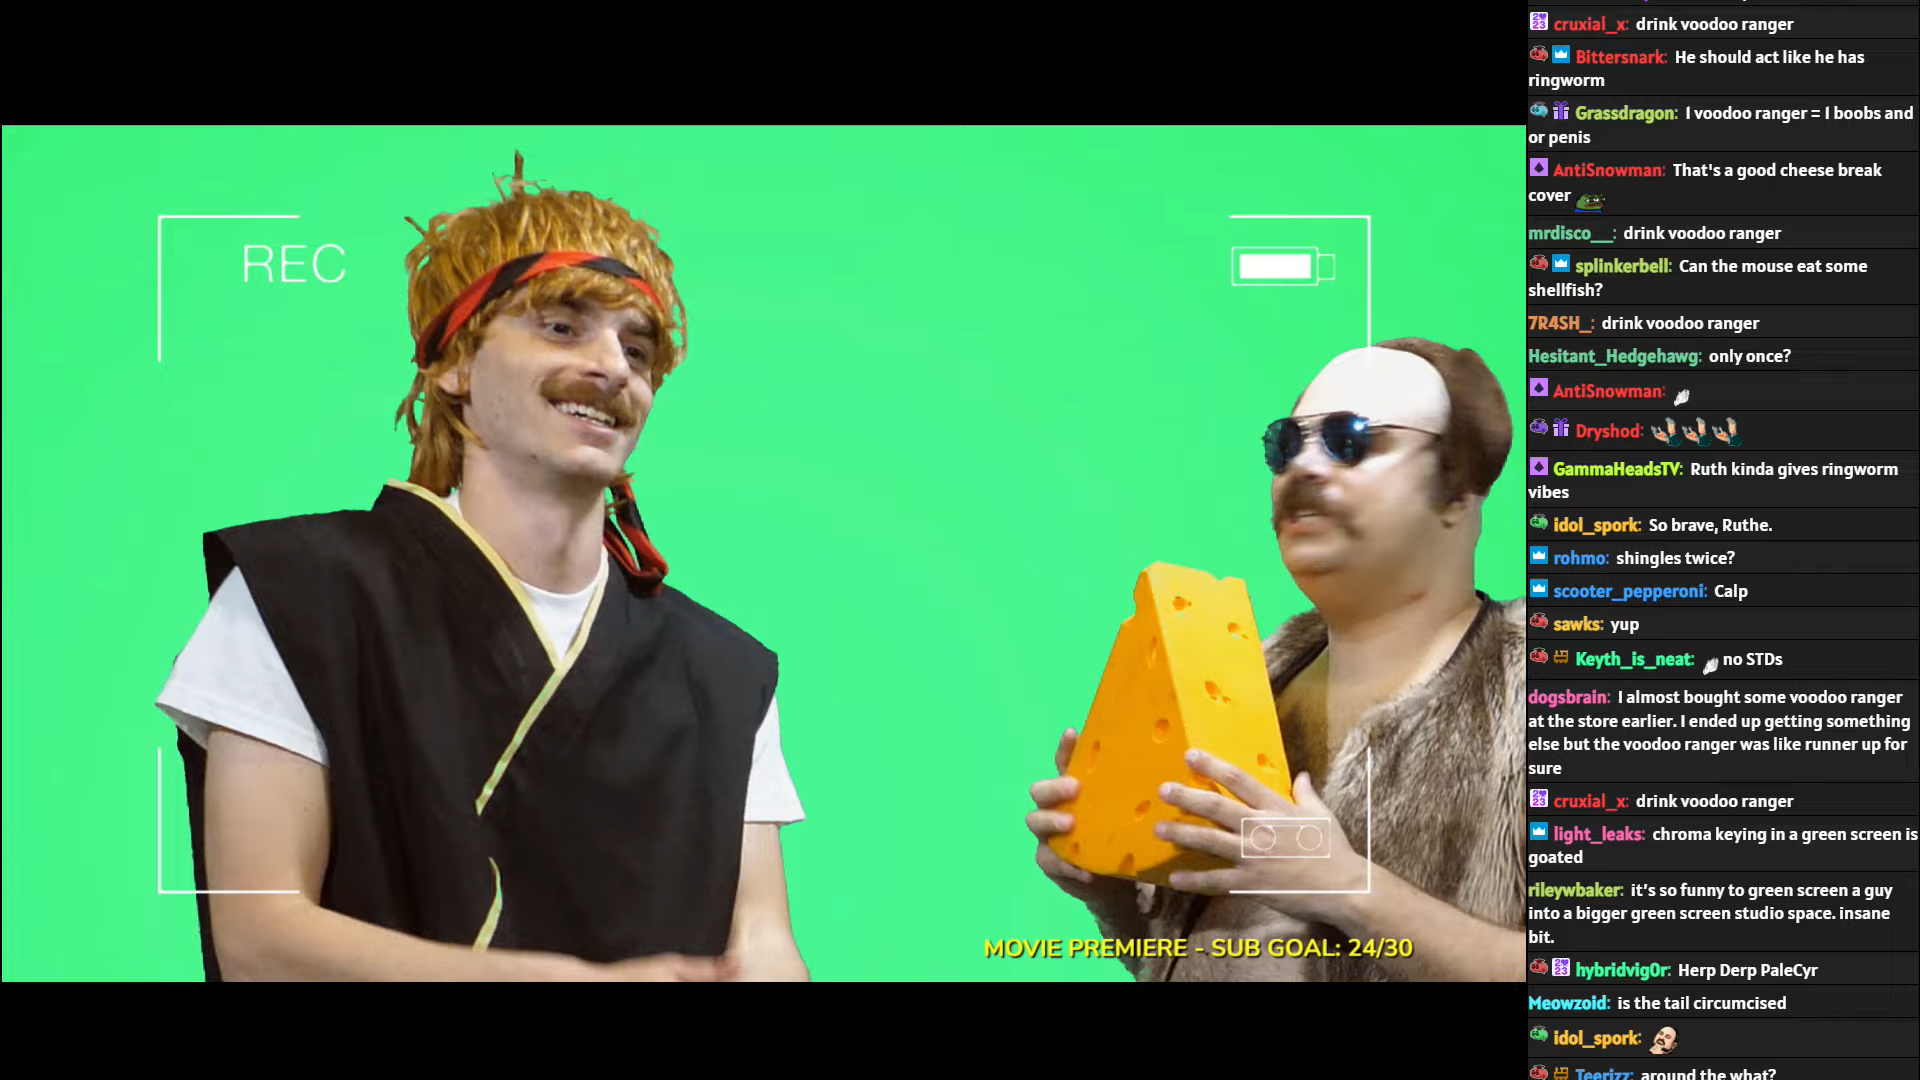 REC
MOVIE PREMIERE - SUB GOAL: 24/30
cruxial_x: drink voodoo ranger
Bittersnark: He should act like he has
ringworm
Grassdragon: 1 voodoo ranger = 1 boobs and
or penis
AntiSnowman: That's a good cheese break
cover
mrdisco__: drink voodoo ranger
splinkerbell: Can the mouse eat some
shellfish?
7R4SH_: drink voodoo ranger
Hesitant_Hedgehawg: only once?
AntiSnowman:
Dryshod:
GammaHeadsTV: Ruth kinda gives ringworm
vibes
idol_spork: So brave, Ruthe.
rohmo: shingles twice?
scooter_pepperoni: Calp
sawks: yup
Keyth_is_neat: no STDs
dogsbrain: I almost bought some voodoo ranger
at the store earlier. I ended up getting something
else but the voodoo ranger was like runner up for
sure
cruxial_x: drink voodoo ranger
light_leaks: chroma keying in a green screen is
goated
rileywbaker: it's so funny to green screen a guy
into a bigger green screen studio space. insane
bit.
hybridvig0r: Herp Derp PaleCyr
Meowzoid: is the tail circumcised
idol_spork:
Teerizz: around the what?